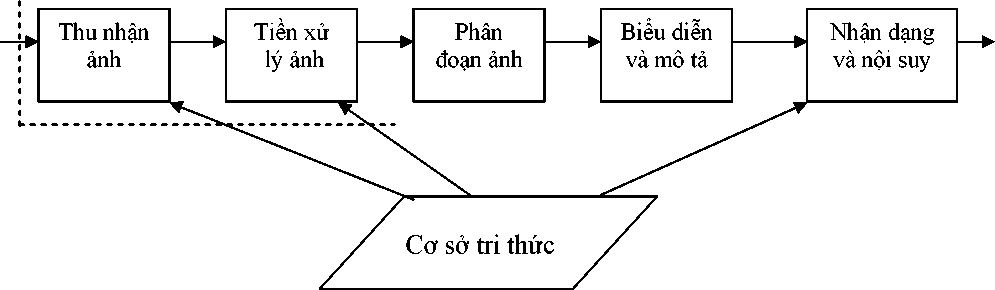 Thu nhận
ảnh
Tiền xử
lý ảnh
Phân
đoạn ảnh
Biểu diễn
và mô tả
Nhận dạng
và nội suy
Cơ sở tri thức